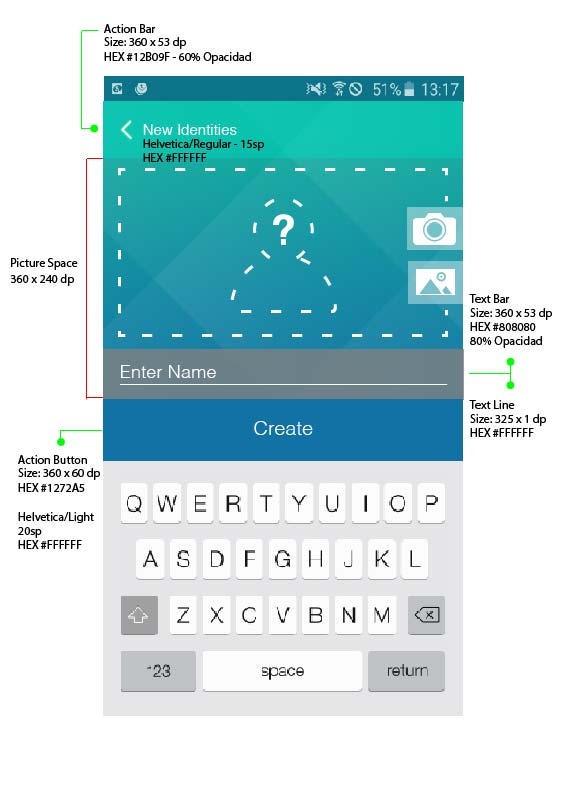 Action Bar
Size: 360 x 53 dp
HEX #12B09F - 60% Opacidad
51% 13:17
New Identities
Helvetica/Regular - 15sp
HEX #FFFFFF
?
Picture Space
360 x 240 dp
Text Bar
Size: 360 x 53 dp
HEX #808080
80% Opacidad
Enter Name
Text Line
Size: 325 x 1 dp
HEX #FFFFFF
Create
Action Button
Size: 360 x 60 dp
HEX #1272A5
Helvetica/Light
20sp
HEX #FFFFFF
Q W E R T Y U I O P
A S D F G H J K L
Z X C V B N M
123 space return